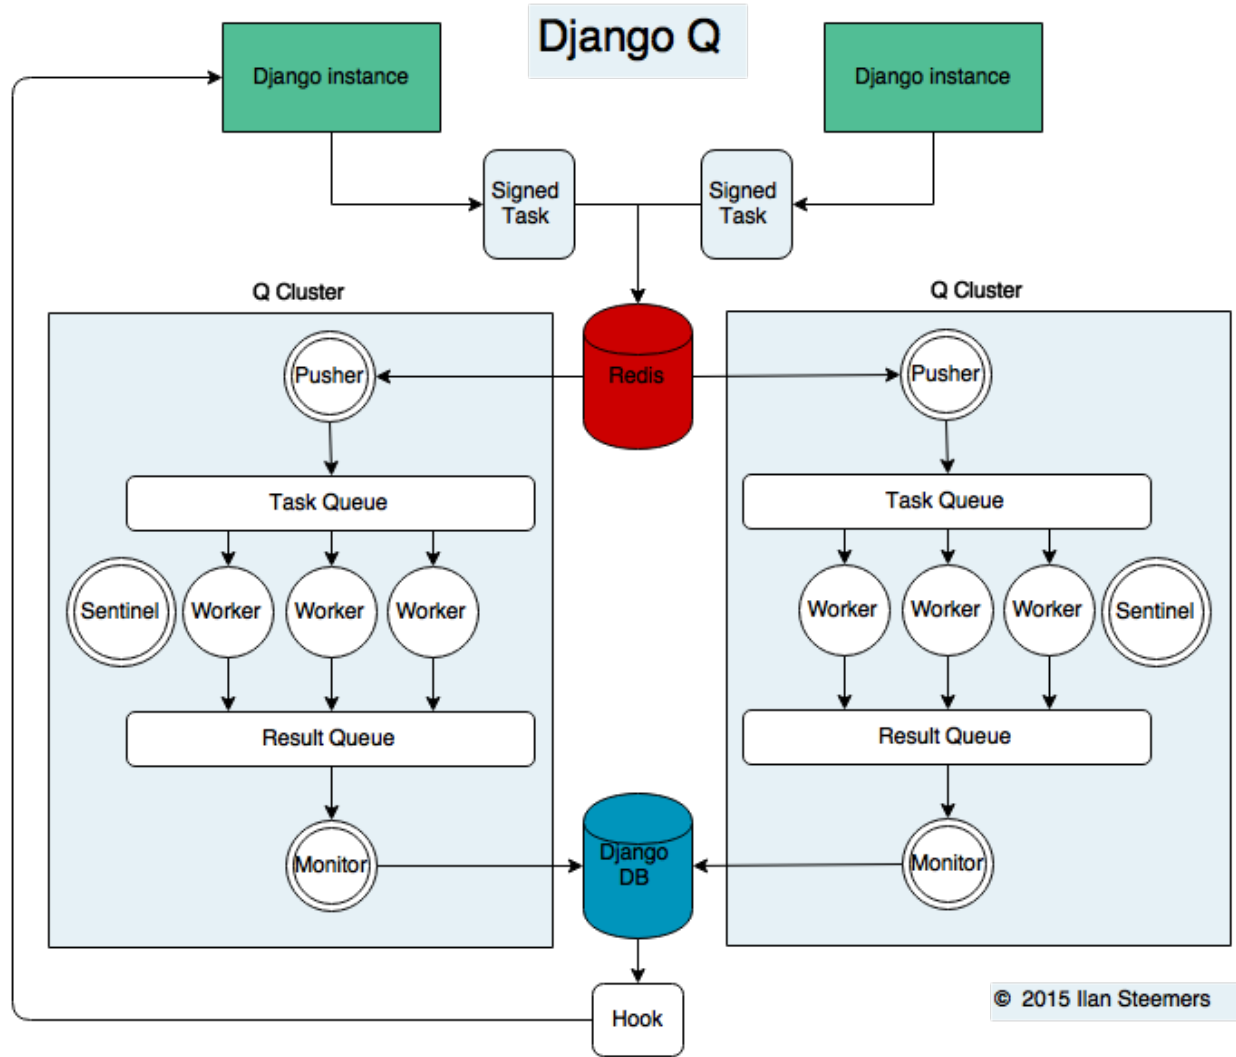 Django Q
Django instance
Django instance
Signed
Task
Signed
Task
Q Cluster
Q Cluster
Pusher
Redis
Pusher
Task Queue
Task Queue
Sentinel
Worker
Worker
Worker
Worker
Worker
Worker
Sentinel
Result Queue
Result Queue
Monitor
Django
DB
Monitor
Hook
© 2015 Ilan Steemers